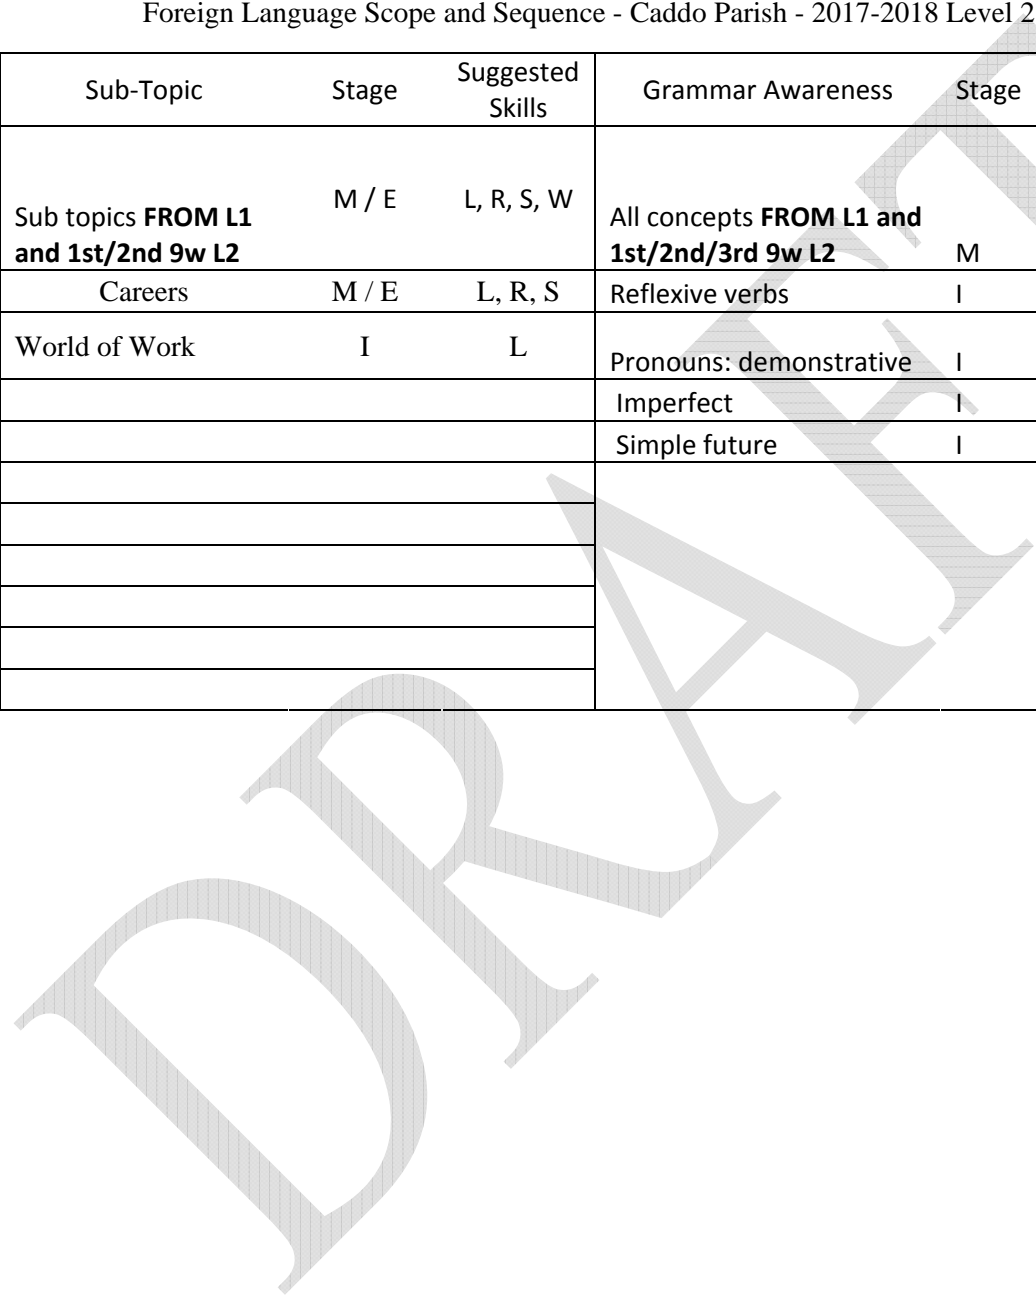 Foreign Language Scope and Sequence - Caddo Parish - 2017-2018 Level 2
Sub-Topic Stage Suggested Skills Grammar Awareness Stage
Sub topics FROM L1
and 1st/2nd 9w L2 M / E L, R, S, W All concepts FROM L1 and
1st/2nd/3rd 9w L2 M
Careers M / E L, R, S Reflexive verbs I
World of Work I L Pronouns: demonstrative I
Imperfect I
Simple future I
DRAFT